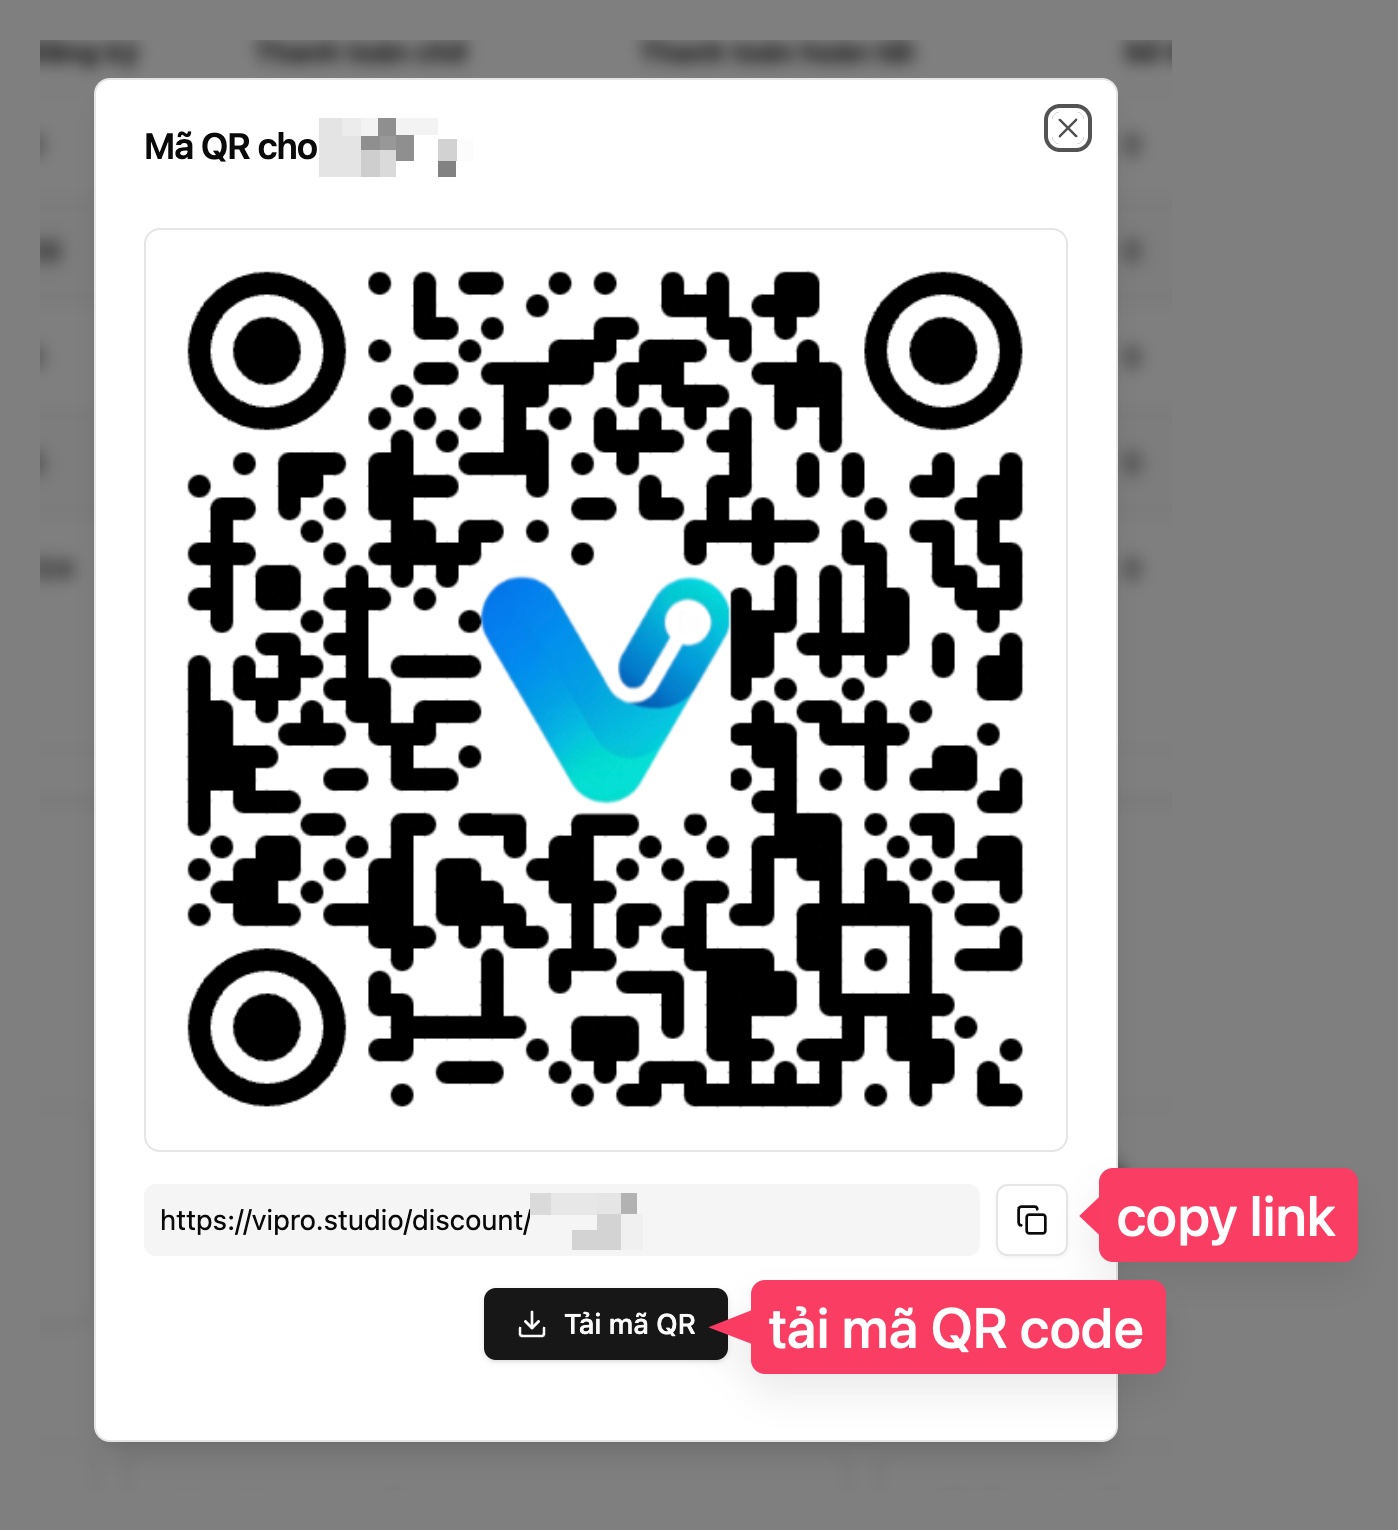 Mã QR cho
https://vipro.studio/discount/
copy link
Tải mã QR
tải mã QR code